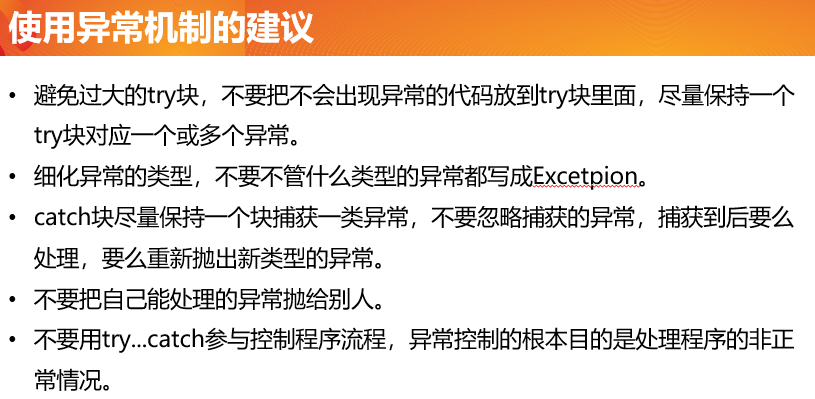 使用异常机制的建议
• 避免过大的try块，不要把不会出现异常的代码放到try块里面，尽量保持一个
try块对应一个或多个异常。
• 细化异常的类型，不要不管什么类型的异常都写成Excetpion。
• catch块尽量保持一个块捕获一类异常，不要忽略捕获的异常，捕获到后要么
处理，要么重新抛出新类型的异常。
• 不要把自己能处理的异常抛给别人。
• 不要用try...catch参与控制程序流程，异常控制的根本目的是处理程序的非正
常情况。